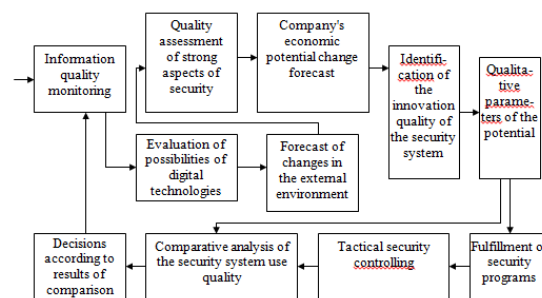 Information
quality
monitoring
Quality
assessment
of strong
aspects of
security
Company's
economic
potential change
forecast
Identifi-
cation of
the
innovation
quality of
the security
system
Qualita-
tive
parame-
ters of the
potential
Evaluation of
possibilities of
digital
technologies
Forecast of
changes in
the external
environment
Decisions
according to
results of
comparison
Comparative analysis of
the security system use
quality
Tactical security
controlling
Fulfillment of
security
programs